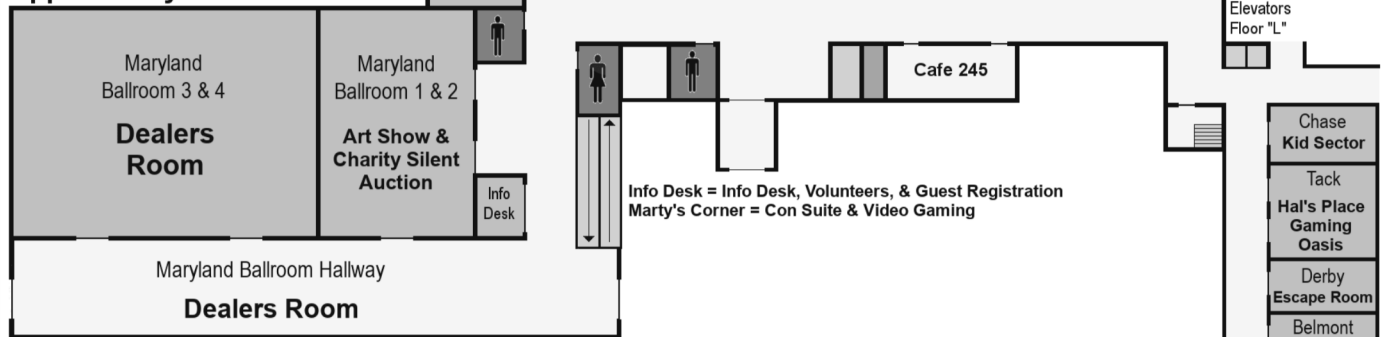 Elevators
Floor "L"
Maryland
Ballroom 3 & 4
Dealers
Room
Maryland
Ballroom 1 & 2
Art Show &
Charity Silent
Auction
Info
Desk
Cafe 245
Info Desk = Info Desk, Volunteers, & Guest Registration
Marty's Corner = Con Suite & Video Gaming
Chase
Kid Sector
Tack
Hal's Place
Gaming
Oasis
Derby
Escape Room
Belmont
Maryland Ballroom Hallway
Dealers Room